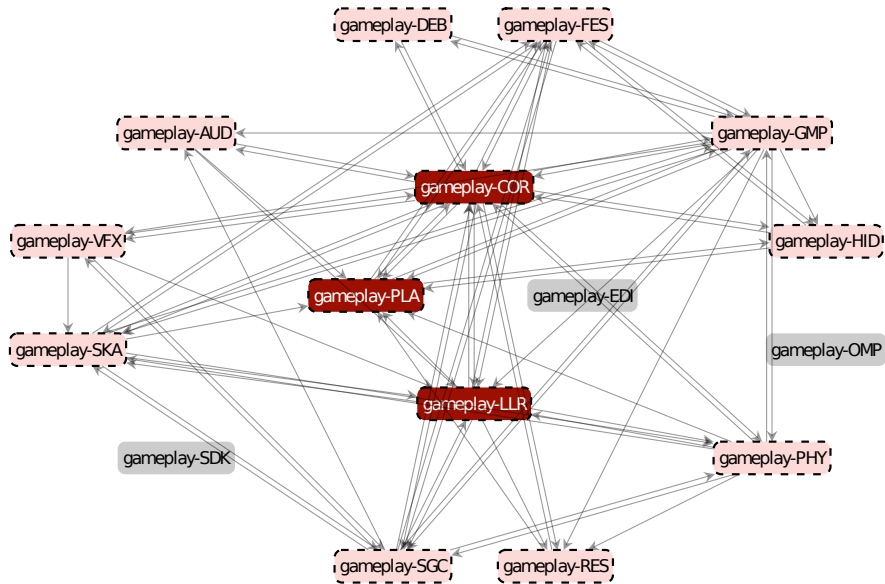 gameplay-DEB
gameplay-FES
gameplay-AUD
gameplay-GMP
gameplay-COR
gameplay-VFX
gameplay-HID
gameplay-PLA
gameplay-EDI
gameplay-SKA
gameplay-OMP
gameplay-LLR
gameplay-SDK
gameplay-PHY
gameplay-SGC
gameplay-RES